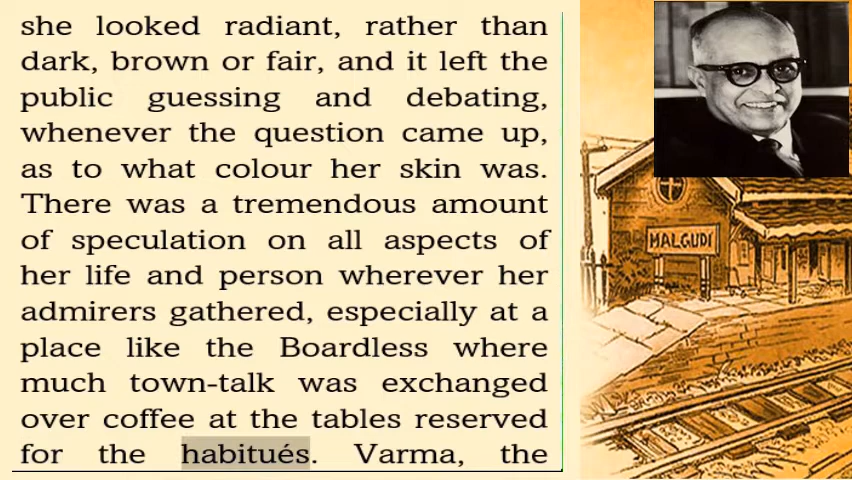 she looked radiant, rather than
dark, brown or fair, and it left the
public guessing and debating,
whenever the question came up,
as to what colour her skin was.
There was a tremendous amount
of speculation on all aspects of
her life and person wherever her
admirers gathered, especially at a
place like the Boardless where
much town-talk was exchanged
over coffee at the tables reserved
for the habitués. Varma, the
MALGUDI